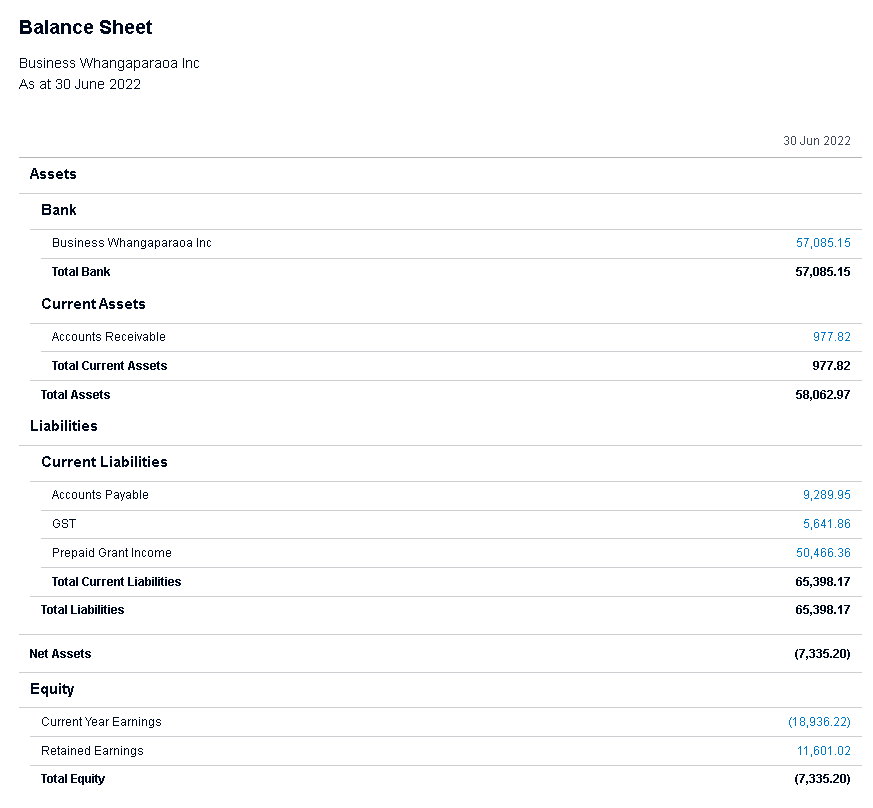 Balance Sheet
Business Whangaparaoa Inc
As at 30 June 2022
30 Jun 2022
Assets
Bank
Business Whangaparaoa Inc 57,085.15
Total Bank 57,085.15
Current Assets
Accounts Receivable 977.82
Total Current Assets 977.82
Total Assets 58,062.97
Liabilities
Current Liabilities
Accounts Payable 9,289.95
GST 5,641.86
Prepaid Grant Income 50,466.36
Total Current Liabilities 65,398.17
Total Liabilities 65,398.17
Net Assets (7,335.20)
Equity
Current Year Earnings (18,936.22)
Retained Earnings 11,601.02
Total Equity (7,335.20)